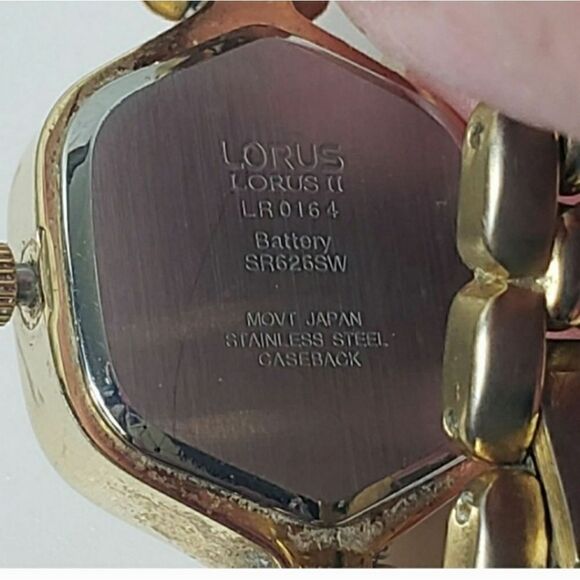 LORUS
LORUS II
LR0164
Battery
SR626SW
MOVT JAPAN
STAINLESS STEEL
CASEBACK